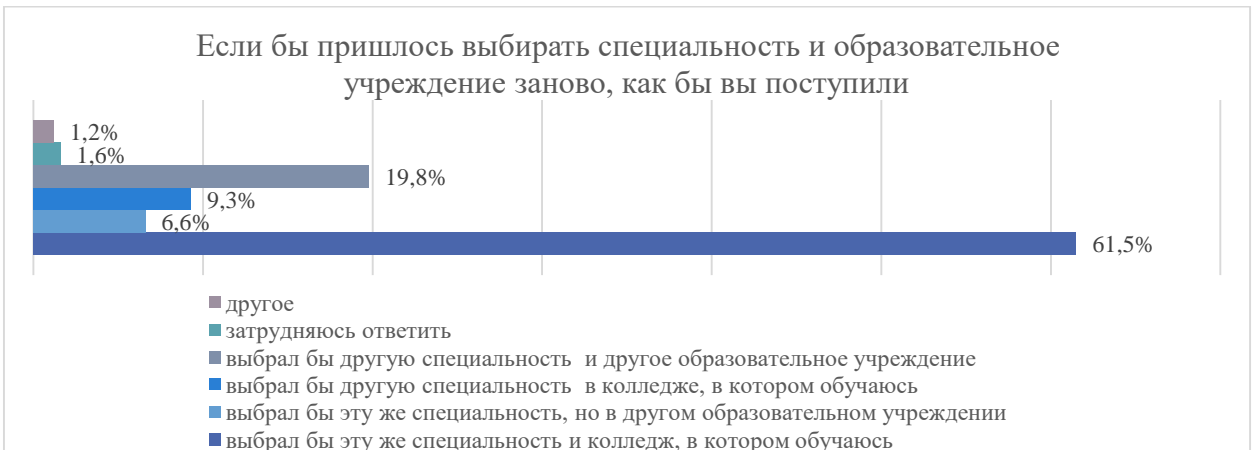 Если бы пришлось выбирать специальность и образовательное
учреждение заново, как бы вы поступили
1,2%
1,6%
19,8%
9,3%
6,6%
61,5%
другое
затрудняюсь ответить
выбрал бы другую специальность  и другое образовательное учреждение
выбрал бы другую специальность  в колледже, в котором обучаюсь
выбрал бы эту же специальность, но в другом образовательном учреждении
выбрал бы эту же специальность и колледж, в котором обучаюсь